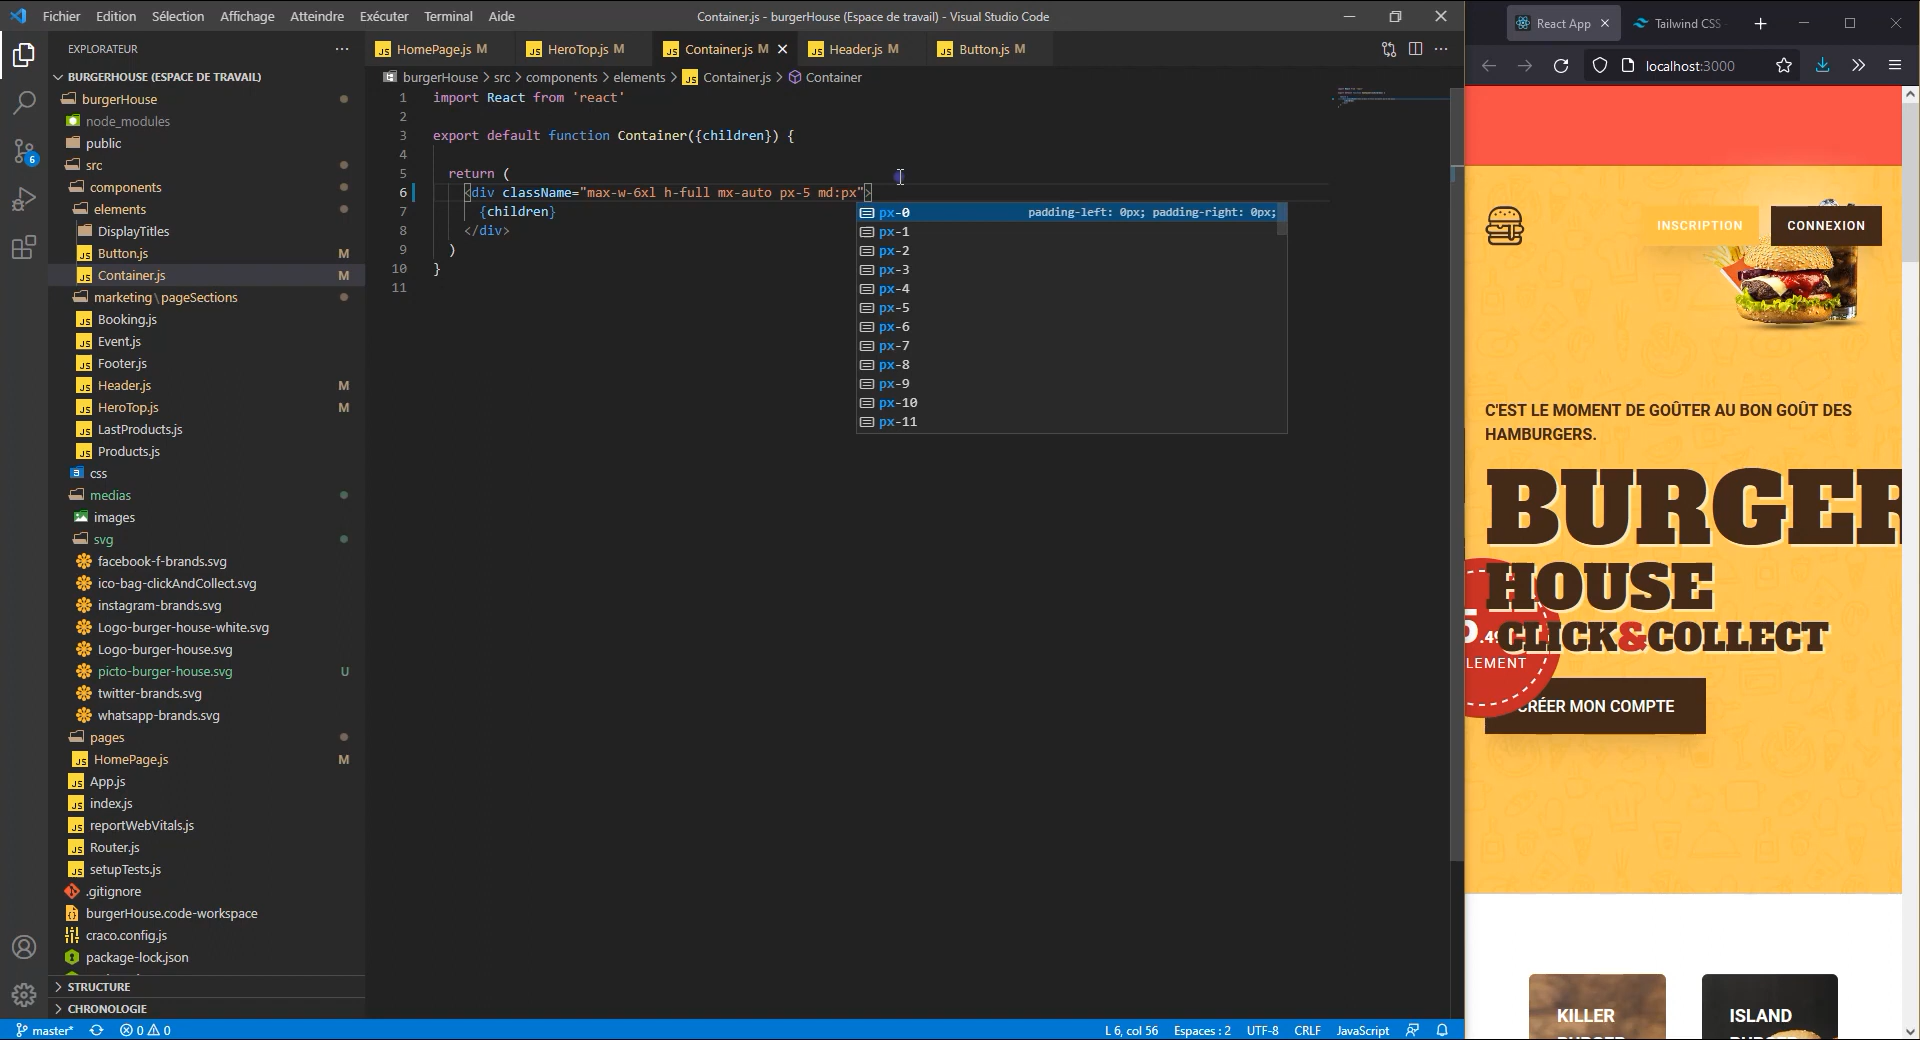 Fichier Edition Sélection Affichage Atteindre Exécuter Terminal Aide
Container.js - burgerHouse (Espace de travail) - Visual Studio Code
React App
Tailwind CSS
EXPLORATEUR
HomePage.js M
HeroTop.js M
Container.js M
Header.js M
Button.js M
localhost:3000
BURGERHOUSE (ESPACE DE TRAVAIL)
burgerHouse > src > components > elements > Container.js > Container
burgerHouse
node_modules
public
src
components
elements
DisplayTitles
Button.js M
Container.js M
marketing\pageSections
Booking.js
Event.js
Footer.js
Header.js M
HeroTop.js M
LastProducts.js
Products.js
css
medias
images
svg
facebook-f-brands.svg
ico-bag-clickAndCollect.svg
instagram-brands.svg
Logo-burger-house-white.svg
Logo-burger-house.svg
picto-burger-house.svg U
twitter-brands.svg
whatsapp-brands.svg
pages
HomePage.js M
App.js
index.js
reportWebVitals.js
Router.js
setupTests.js
.gitignore
burgerHouse.code-workspace
craco.config.js
package-lock.json
STRUCTURE
CHRONOLOGIE
6
1 import React from 'react'
2
3 export default function Container({children}) {
4
5 return (
6 <div className="max-w-6xl h-full mx-auto px-5 md:px">
7 {children}
8 </div>
9 )
10 }
11
px-0 padding-left: 0px; padding-right: 0px;
px-1
px-2
px-3
px-4
px-5
px-6
px-7
px-8
px-9
px-10
px-11
INSCRIPTION
CONNEXION
C'EST LE MOMENT DE GOÛTER AU BON GOÛT DES
HAMBURGERS.
BURGER
HOUSE
CLICK&COLLECT
5.49
LEMENT
CRÉER MON COMPTE
KILLER
BURGER
ISLAND
BURGER
master* 0 0
L 6, col 56 Espaces : 2 UTF-8 CRLF JavaScript